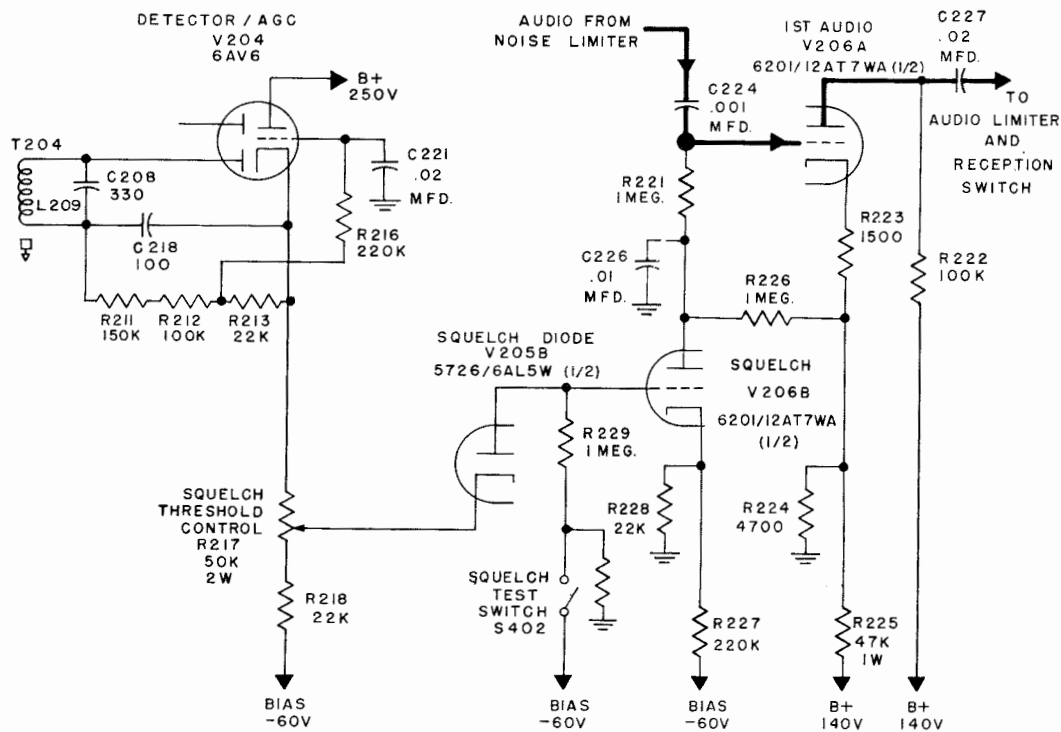 DETECTOR / AGC
V204
6AV6
B+
250V
T204
L209
C208
330
C218
100
C221
.02
MFD.
R216
220K
R211
150K
R212
100K
R213
22K
SQUELCH
THRESHOLD
CONTROL
R217
50K
2W
R218
22K
BIAS
-60V
AUDIO FROM
NOISE LIMITER
C224
.001
MFD.
1ST AUDIO
V206A
6201/12AT7WA (1/2)
C227
.02
MFD.
TO
AUDIO LIMITER
AND
RECEPTION
SWITCH
R221
1 MEG.
C226
.01
MFD.
R226
1 MEG.
R223
1500
R222
100K
SQUELCH DIODE
V205B
5726/6AL5W (1/2)
SQUELCH
V206B
6201/12AT7WA
(1/2)
R229
1 MEG.
R228
22K
R224
4700
SQUELCH
TEST
SWITCH
S402
R227
220K
R225
47K
1W
BIAS
-60V
BIAS
-60V
B+
140V
B+
140V